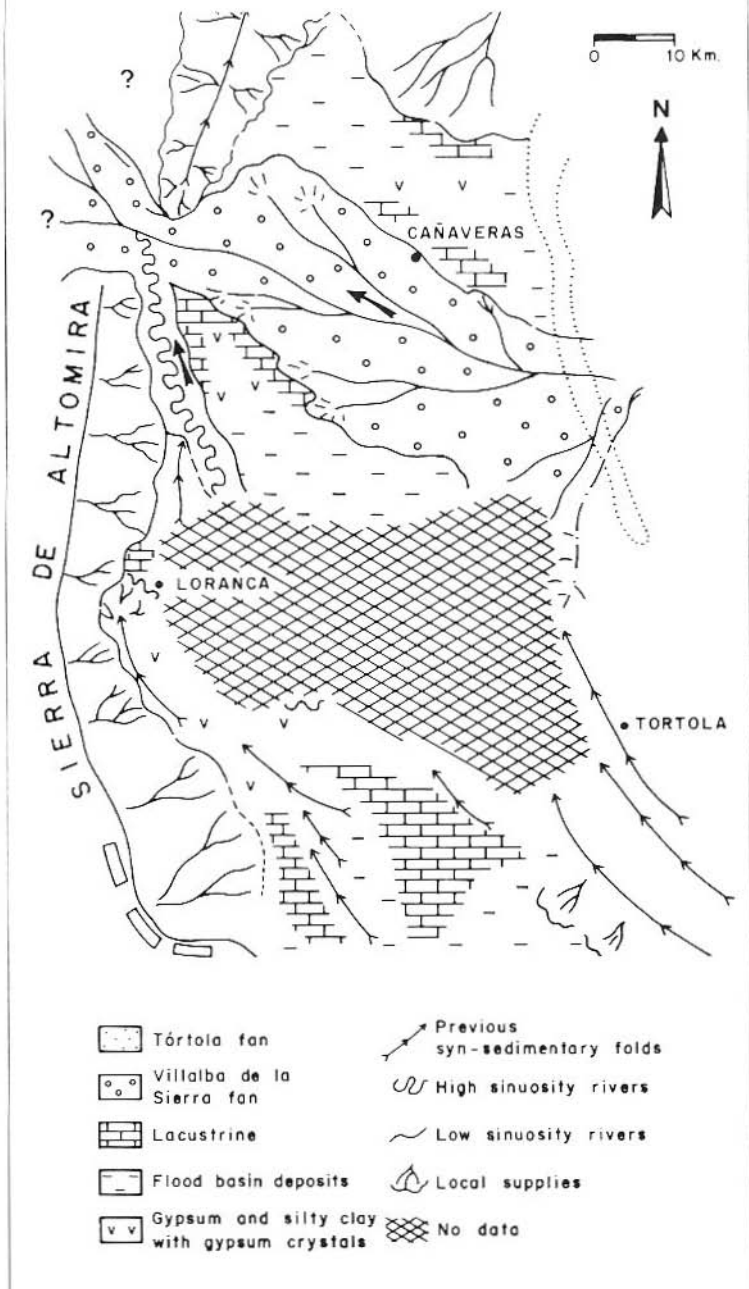 0 10 Km.
N
?
?
CAÑAVERAS
SIERRA DE ALTOMIRA
LORANCA
TORTOLA
Tórtola fan
Villalba de la
Sierra fan
Lacustrine
Flood basin deposits
Gypsum and silty clay
with gypsum crystals
Previous
syn-sedimentary folds
High sinuosity rivers
Low sinuosity rivers
Local supplies
No data